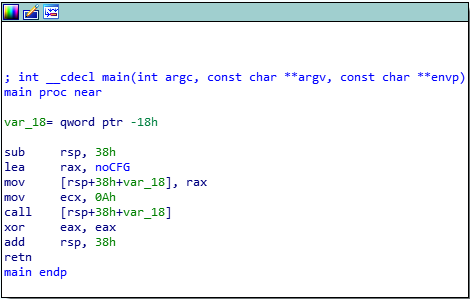 ; int __cdecl main(int argc, const char **argv, const char **envp)
main proc near
var_18= qword ptr -18h
sub     rsp, 38h
lea     rax, noCFG
mov     [rsp+38h+var_18], rax
mov     ecx, 0Ah
call    [rsp+38h+var_18]
xor     eax, eax
add     rsp, 38h
retn
main endp